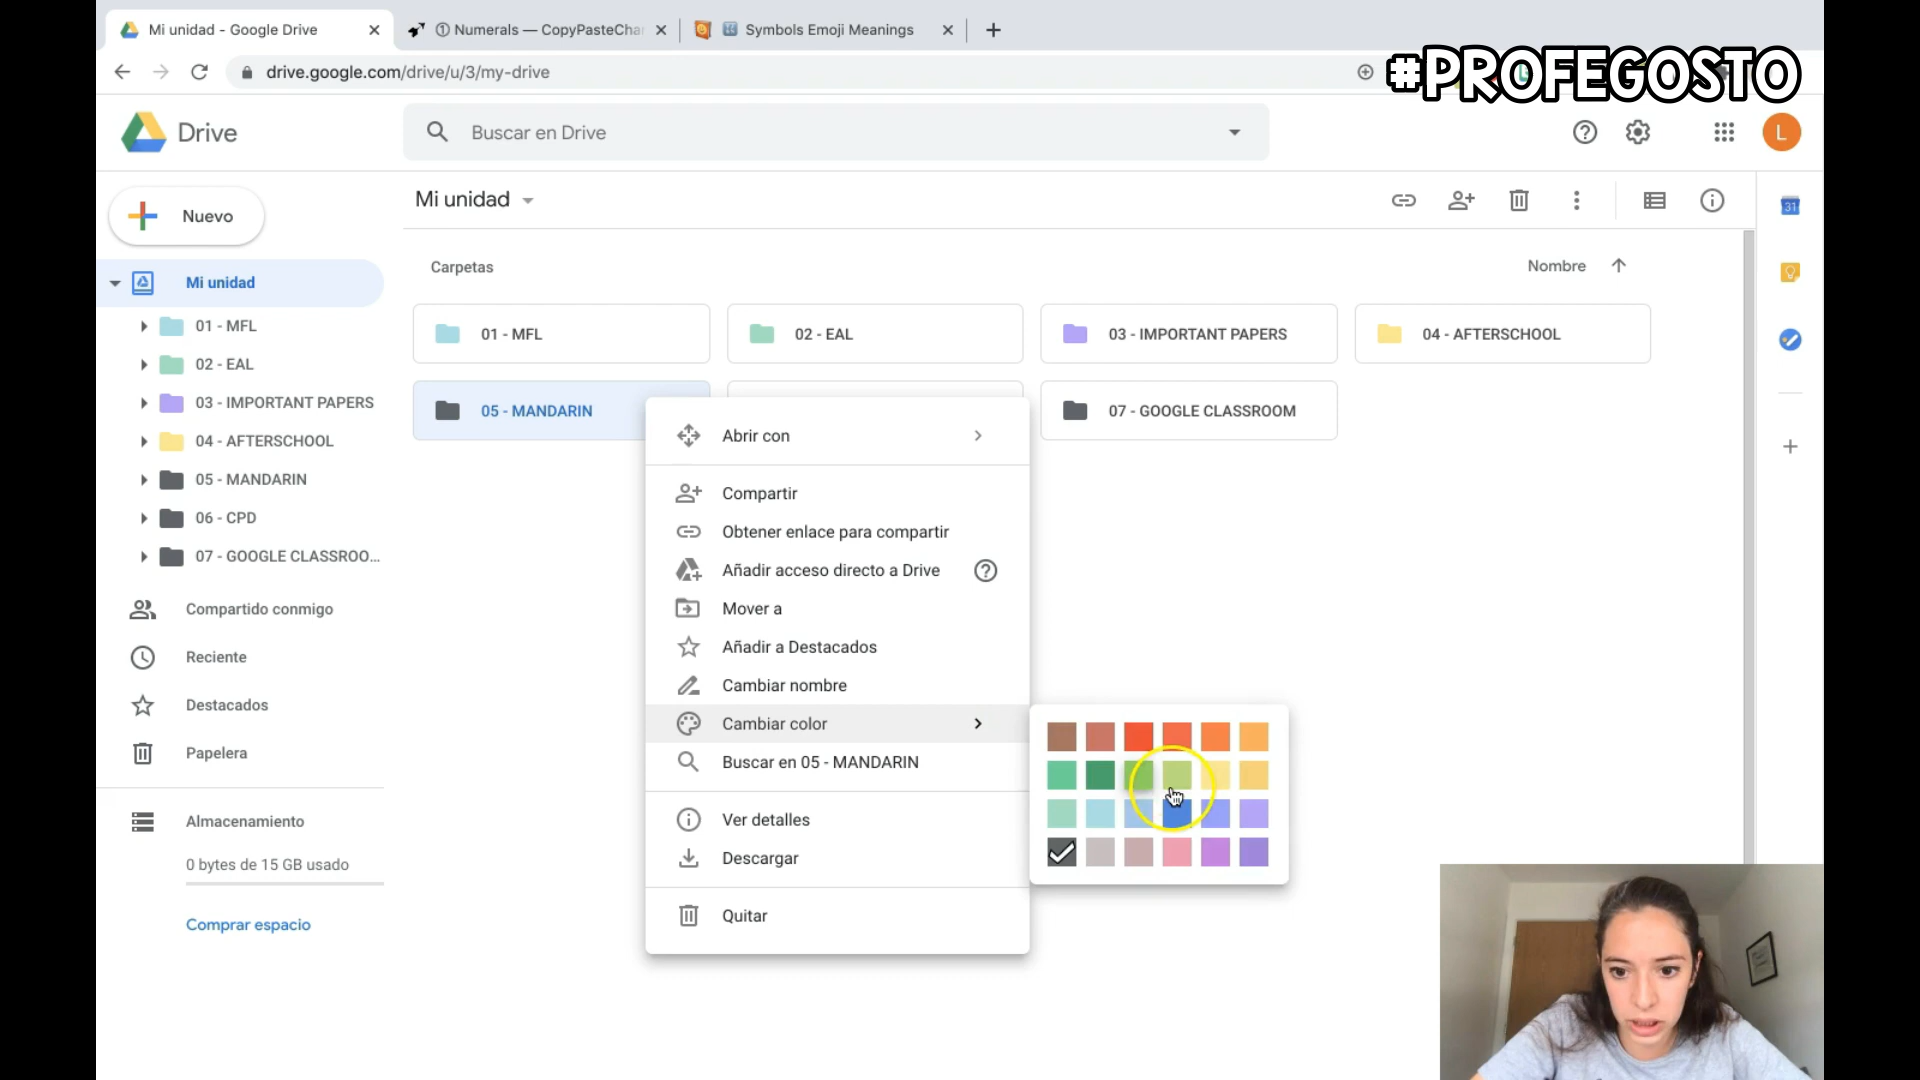 Mi unidad - Google Drive
① Numerals — CopyPasteCha
Symbols Emoji Meanings
drive.google.com/drive/u/3/my-drive
#PROFEGOSTO
Drive
Buscar en Drive
L
Nuevo
Mi unidad
31
Carpetas
Nombre
Mi unidad
01 - MFL
02 - EAL
03 - IMPORTANT PAPERS
04 - AFTERSCHOOL
05 - MANDARIN
06 - CPD
07 - GOOGLE CLASSROO...
01 - MFL
02 - EAL
03 - IMPORTANT PAPERS
04 - AFTERSCHOOL
05 - MANDARIN
07 - GOOGLE CLASSROOM
Abrir con
Compartir
Obtener enlace para compartir
Añadir acceso directo a Drive
Mover a
Añadir a Destacados
Cambiar nombre
Cambiar color
Buscar en 05 - MANDARIN
Ver detalles
Descargar
Quitar
Compartido conmigo
Reciente
Destacados
Papelera
Almacenamiento
0 bytes de 15 GB usado
Comprar espacio